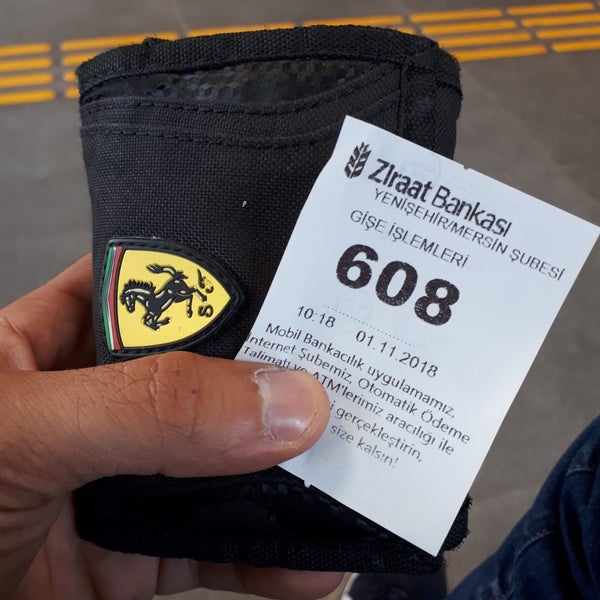 Ziraat Bankası
YENİŞEHİR/MERSİN ŞUBESİ
GİŞE İŞLEMLERİ
608
10:18 01.11.2018
Mobil Bankacılık uygulamamız,
İnternet Şubemiz, Otomatik Ödeme
Talimatı ve ATM'lerimiz aracılığı ile
gerçekleştirin,
size kalsın!
S F